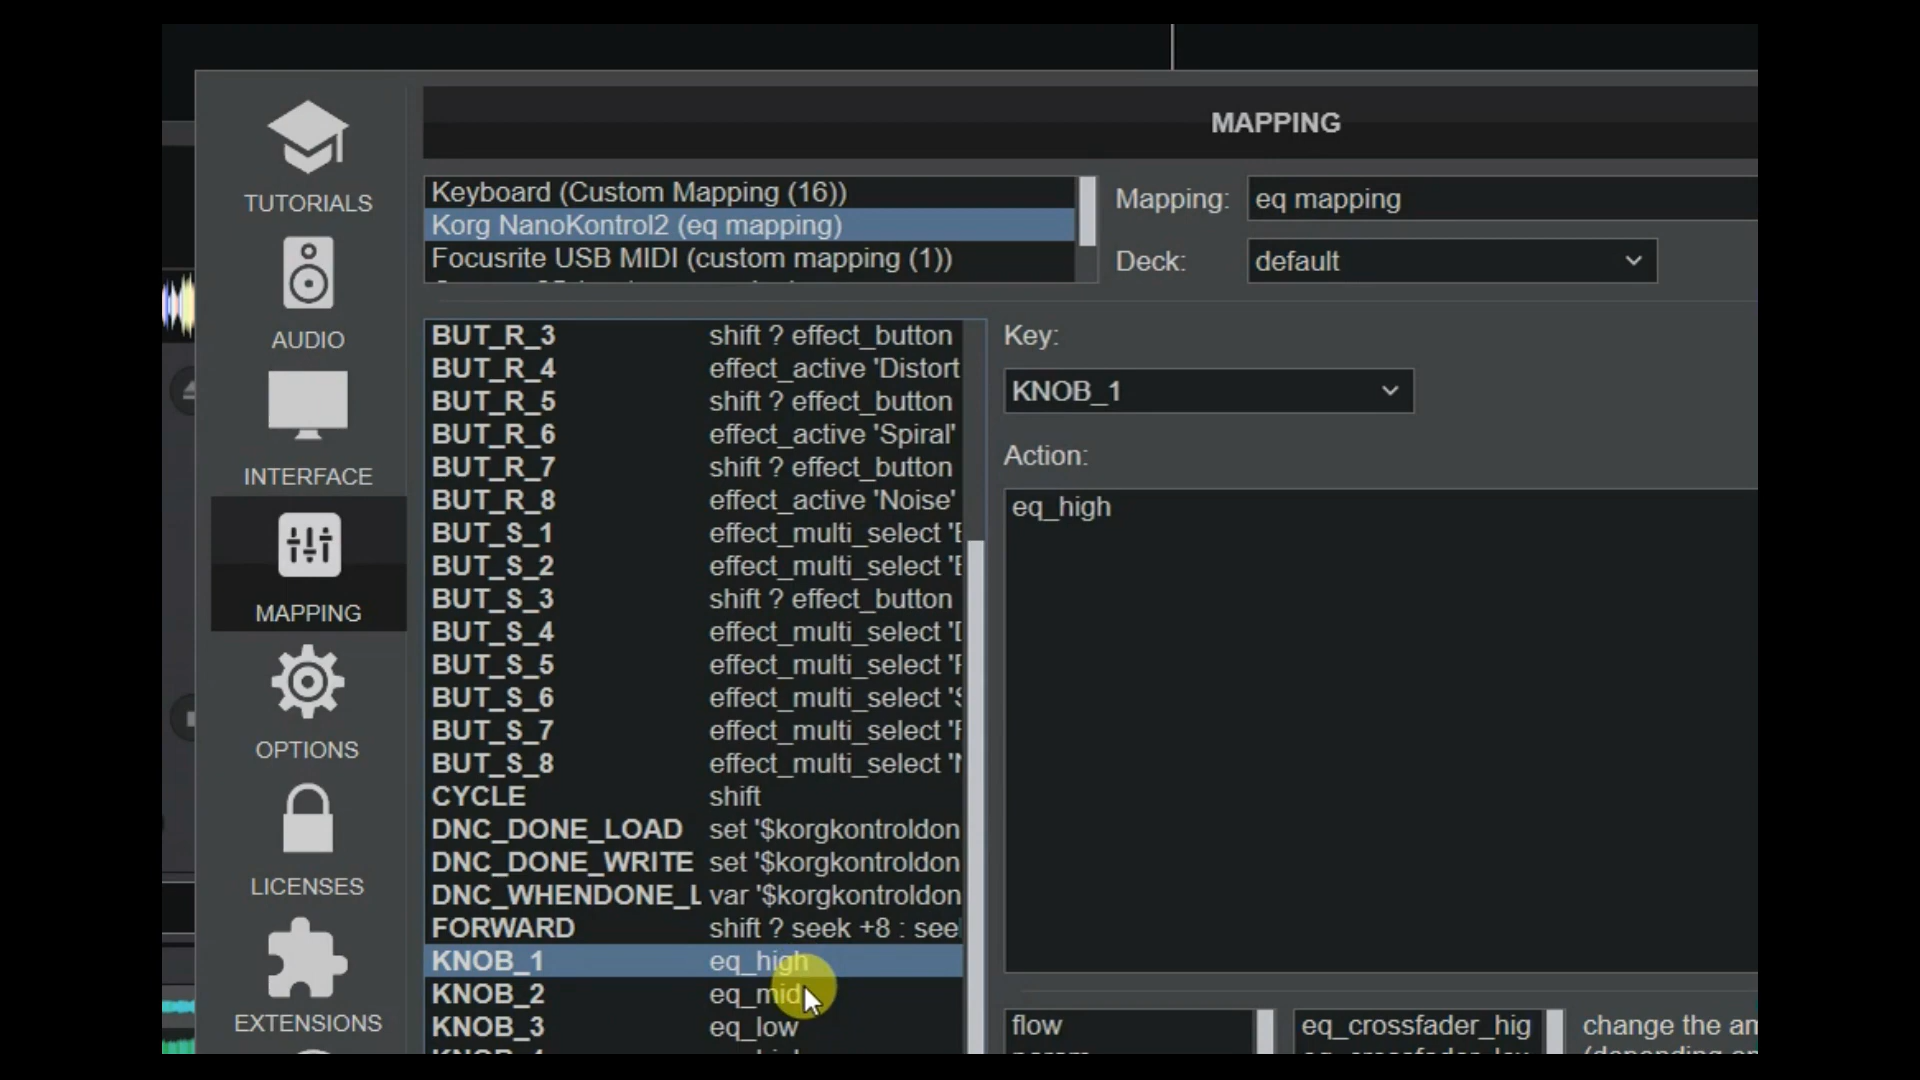 MAPPING
TUTORIALS
AUDIO
INTERFACE
MAPPING
OPTIONS
LICENSES
EXTENSIONS
Keyboard (Custom Mapping (16))
Korg NanoKontrol2 (eq mapping)
Focusrite USB MIDI (custom mapping (1))
Mapping: eq mapping
Deck: default
BUT_R_3 shift ? effect_button
BUT_R_4 effect_active 'Distort
BUT_R_5 shift ? effect_button
BUT_R_6 effect_active 'Spiral'
BUT_R_7 shift ? effect_button
BUT_R_8 effect_active 'Noise'
BUT_S_1 effect_multi_select '
BUT_S_2 effect_multi_select '
BUT_S_3 shift ? effect_button
BUT_S_4 effect_multi_select '
BUT_S_5 effect_multi_select '
BUT_S_6 effect_multi_select '
BUT_S_7 effect_multi_select '
BUT_S_8 effect_multi_select '
CYCLE shift
DNC_DONE_LOAD set '$korgkontroldon
DNC_DONE_WRITE set '$korgkontroldon
DNC_WHENDONE_L var '$korgkontroldon
FORWARD shift ? seek +8 : see
KNOB_1 eq_high
KNOB_2 eq_mid
KNOB_3 eq_low
Key:
KNOB_1
Action:
eq_high
flow
eq_crossfader_hig
change the am